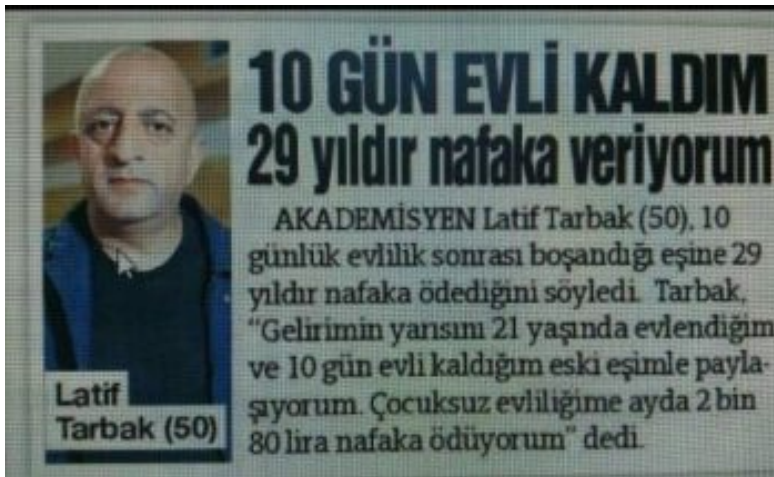 10 GÜN EVLİ KALDIM
29 yıldır nafaka veriyorum
AKADEMİSYEN Latif Tarbak (50), 10
günlük evlilik sonrası boşandığı eşine 29
yıldır nafaka ödediğini söyledi. Tarbak,
"Gelirimin yarısını 21 yaşında evlendiğim
ve 10 gün evli kaldığım eski eşimle payla-
şıyorum. Çocuksuz evliliğime ayda 2 bin
80 lira nafaka ödüyorum" dedi.
Latif
Tarbak (50)